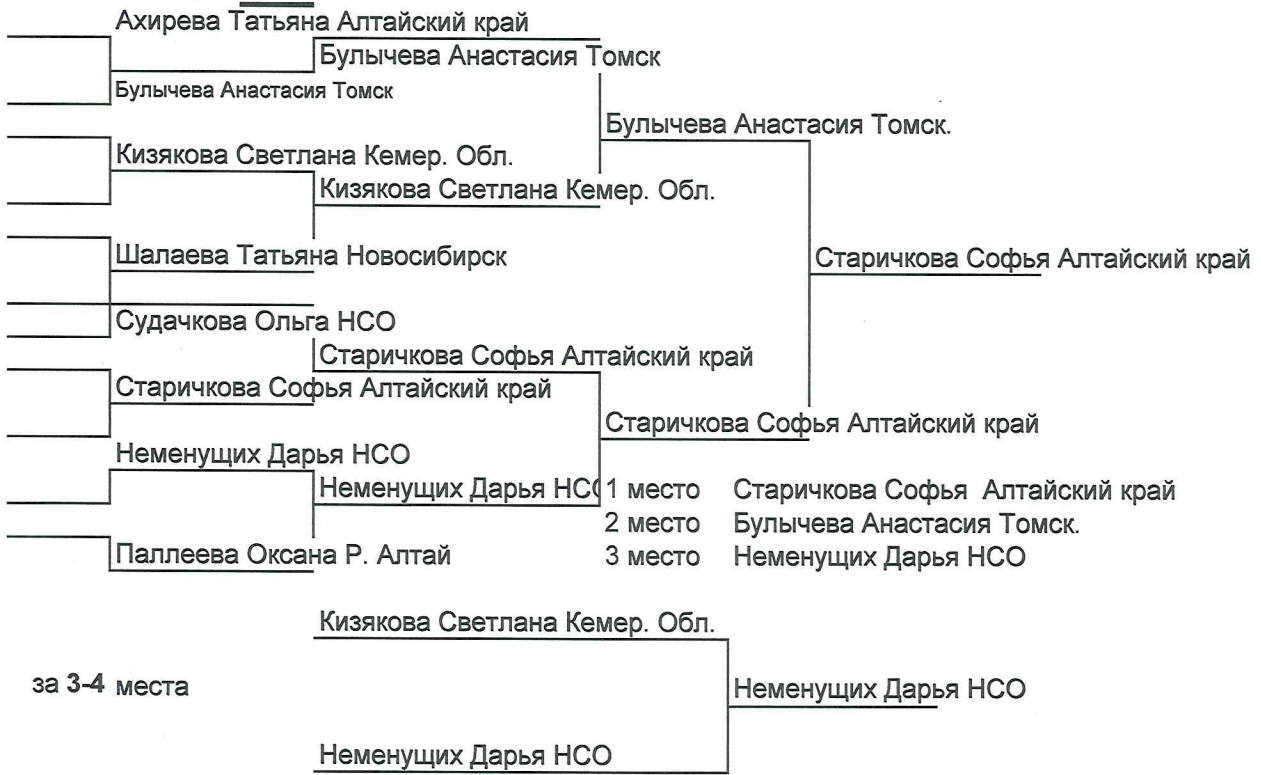 Ахирева Татьяна Алтайский край
Булычева Анастасия Томск
Булычева Анастасия Томск
Булычева Анастасия Томск.
Кизякова Светлана Кемер. Обл.
Кизякова Светлана Кемер. Обл.
Шалаева Татьяна Новосибирск
Старичкова Софья Алтайский край
Судачкова Ольга НСО
Старичкова Софья Алтайский край
Старичкова Софья Алтайский край
Старичкова Софья Алтайский край
Неменущих Дарья НСО
Неменущих Дарья НС
1 место Старичкова Софья Алтайский край
2 место Булычева Анастасия Томск.
Паллеева Оксана Р. Алтай
3 место Неменущих Дарья НСО
Кизякова Светлана Кемер. Обл.
за 3-4 места
Неменущих Дарья НСО
Неменущих Дарья НСО